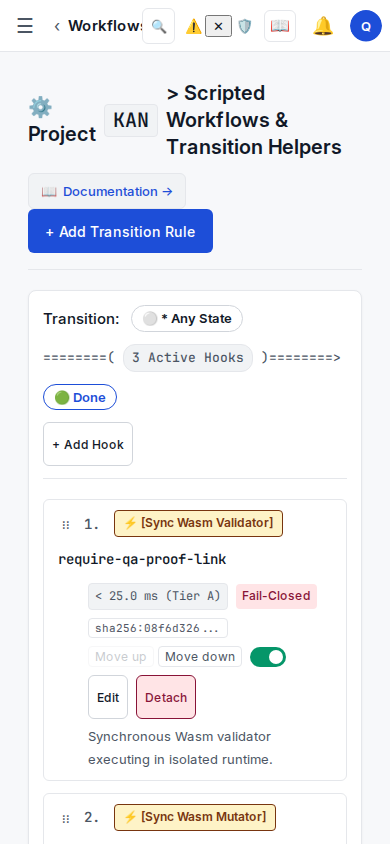 Workflows
Q
Project KAN > Scripted Workflows & Transition Helpers
Documentation →
+ Add Transition Rule
Transition: * Any State
========( 3 Active Hooks )========>
Done
+ Add Hook
1. [Sync Wasm Validator]
require-qa-proof-link
< 25.0 ms (Tier A) Fail-Closed
sha256:08f6d326...
Move up Move down
Edit Detach
Synchronous Wasm validator
executing in isolated runtime.
2. [Sync Wasm Mutator]